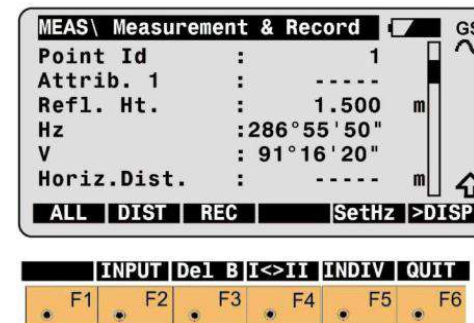 MEAS\ Measurement & Record GS
Point Id : 1
Attrib. 1 : -----
Refl. Ht. : 1.500 m
Hz :286°55'50"
V : 91°16'20"
Horiz.Dist. : ----- m
ALL DIST REC SetHz >DISP
INPUT Del B I<>II INDIV QUIT
F1 F2 F3 F4 F5 F6